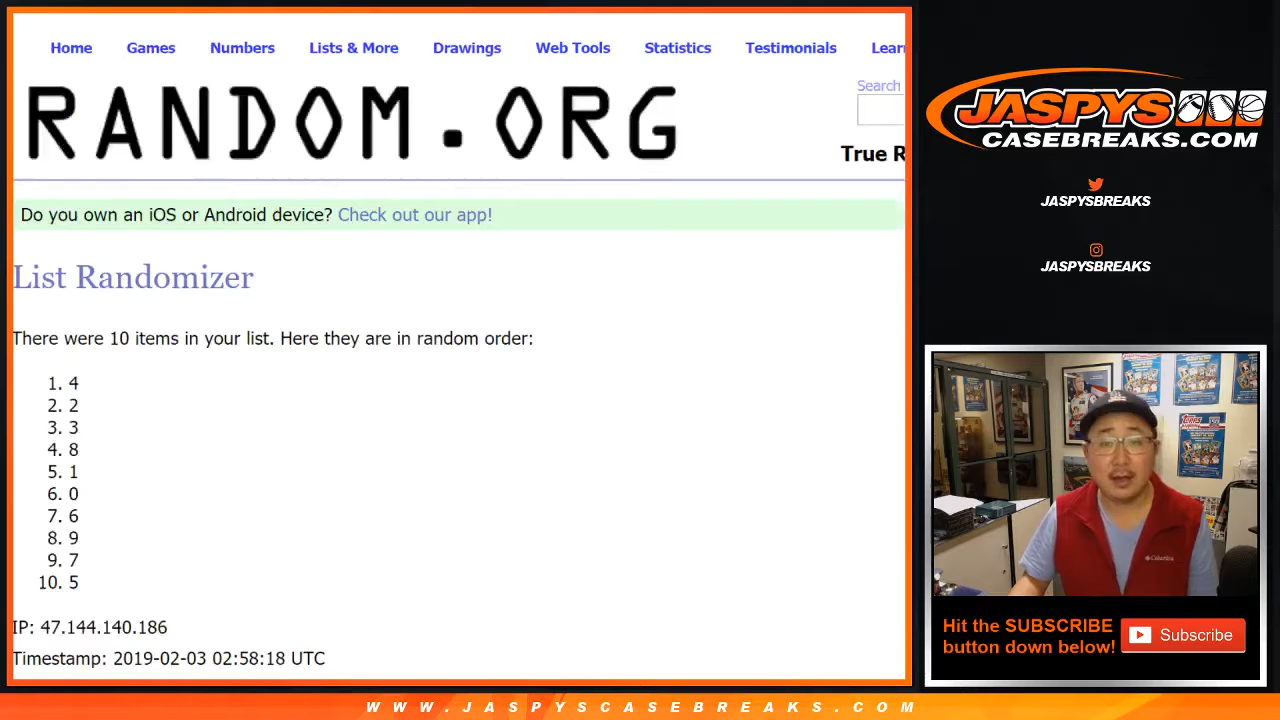 Home Games Numbers Lists & More Drawings Web Tools Statistics Testimonials Lear
Search
RANDOM.ORG
True R
Do you own an iOS or Android device? Check out our app!
List Randomizer
There were 10 items in your list. Here they are in random order:
1. 4
2. 2
3. 3
4. 8
5. 1
6. 0
7. 6
8. 9
9. 7
10. 5
IP: 47.144.140.186
Timestamp: 2019-02-03 02:58:18 UTC
JASPYS
CASEBREAKS.COM
JASPYSBREAKS
JASPYSBREAKS
Columbia
Hit the SUBSCRIBE
button down below!
Subscribe
WWW.JASPYSCASEBREAKS.COM